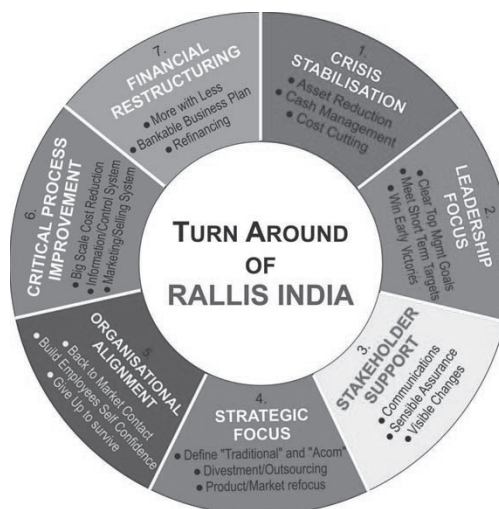 TURN AROUND
OF
RALLIS INDIA
1.
CRISIS
STABILISATION
• Asset Reduction
• Cash Management
• Cost Cutting
2.
LEADERSHIP
FOCUS
• Clear Top Mgmt Goals
• Meet Short Term Targets
• Win Early Victories
3.
STAKEHOLDER
SUPPORT
• Communications
• Sensible Assurance
• Visible Changes
4.
STRATEGIC
FOCUS
• Define "Traditional" and "Acom"
• Divestment/Outsourcing
• Product/Market refocus
5.
ORGANISATIONAL
ALIGNMENT
• Back to Market Contact
• Build Employees Self Confidence
• Give Up to survive
6.
CRITICAL PROCESS
IMPROVEMENT
• Big Scale Cost Reduction
• Information/Control System
• Marketing/Selling System
7.
FINANCIAL
RESTRUCTURING
• More with Less
• Bankable Business Plan
• Refinancing